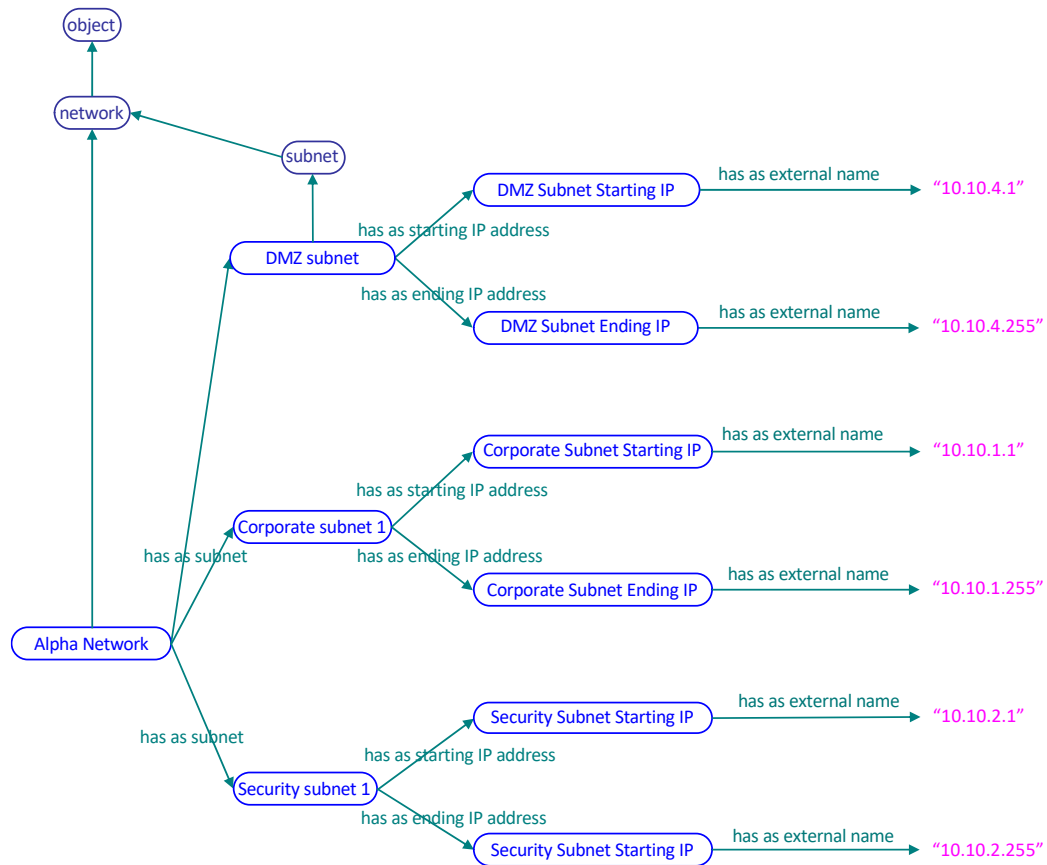 object
network
subnet
DMZ Subnet Starting IP
has as external name
“10.10.4.1”
has as starting IP address
DMZ subnet
has as ending IP address
DMZ Subnet Ending IP
has as external name
“10.10.4.255”
Corporate Subnet Starting IP
has as external name
“10.10.1.1”
has as starting IP address
Corporate subnet 1
has as subnet
has as ending IP address
Corporate Subnet Ending IP
has as external name
“10.10.1.255”
Alpha Network
Security Subnet Starting IP
has as external name
“10.10.2.1”
has as subnet
has as starting IP address
Security subnet 1
has as ending IP address
Security Subnet Starting IP
has as external name
“10.10.2.255”